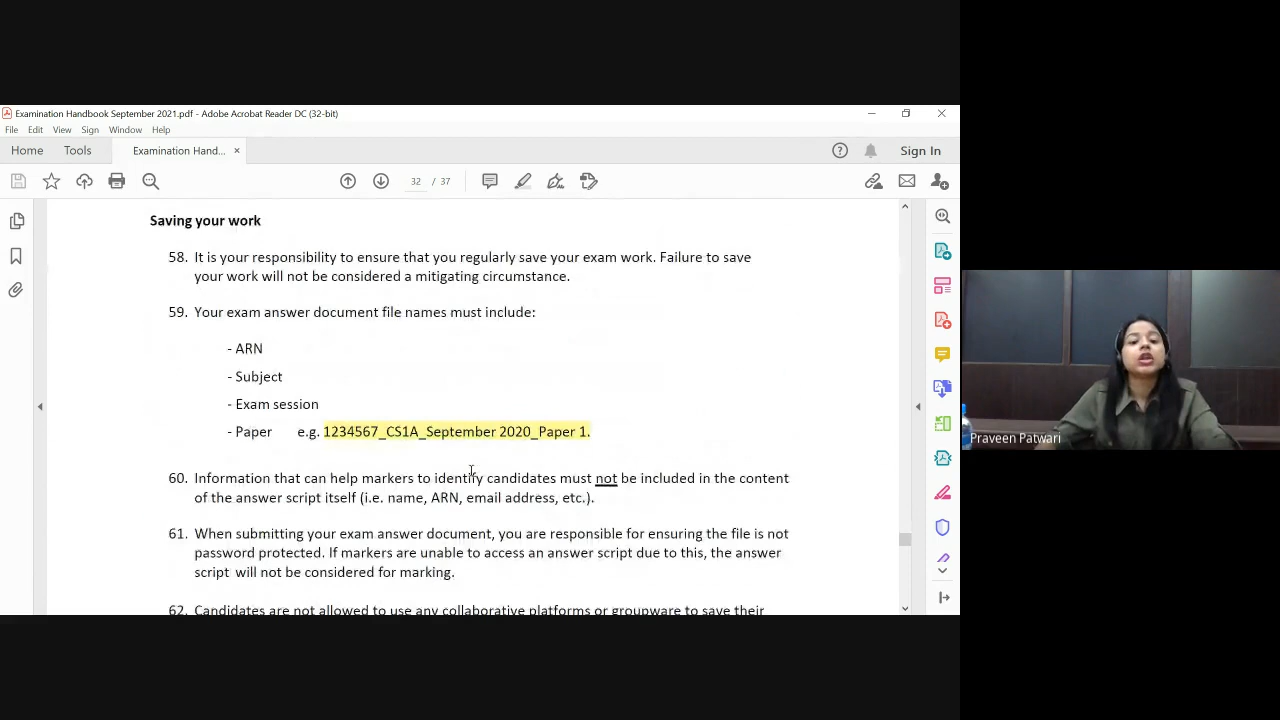 Examination Handbook September 2021.pdf - Adobe Acrobat Reader DC (32-bit)
File Edit View Sign Window Help
Home Tools Examination Hand... × Sign In
32 / 37
Saving your work
58. It is your responsibility to ensure that you regularly save your exam work. Failure to save
your work will not be considered a mitigating circumstance.
59. Your exam answer document file names must include:
- ARN
- Subject
- Exam session
- Paper e.g. 1234567_CS1A_September 2020_Paper 1.
60. Information that can help markers to identify candidates must not be included in the content
of the answer script itself (i.e. name, ARN, email address, etc.).
61. When submitting your exam answer document, you are responsible for ensuring the file is not
password protected. If markers are unable to access an answer script due to this, the answer
script will not be considered for marking.
62. Candidates are not allowed to use any collaborative platforms or groupware to save their
Praveen Patwari